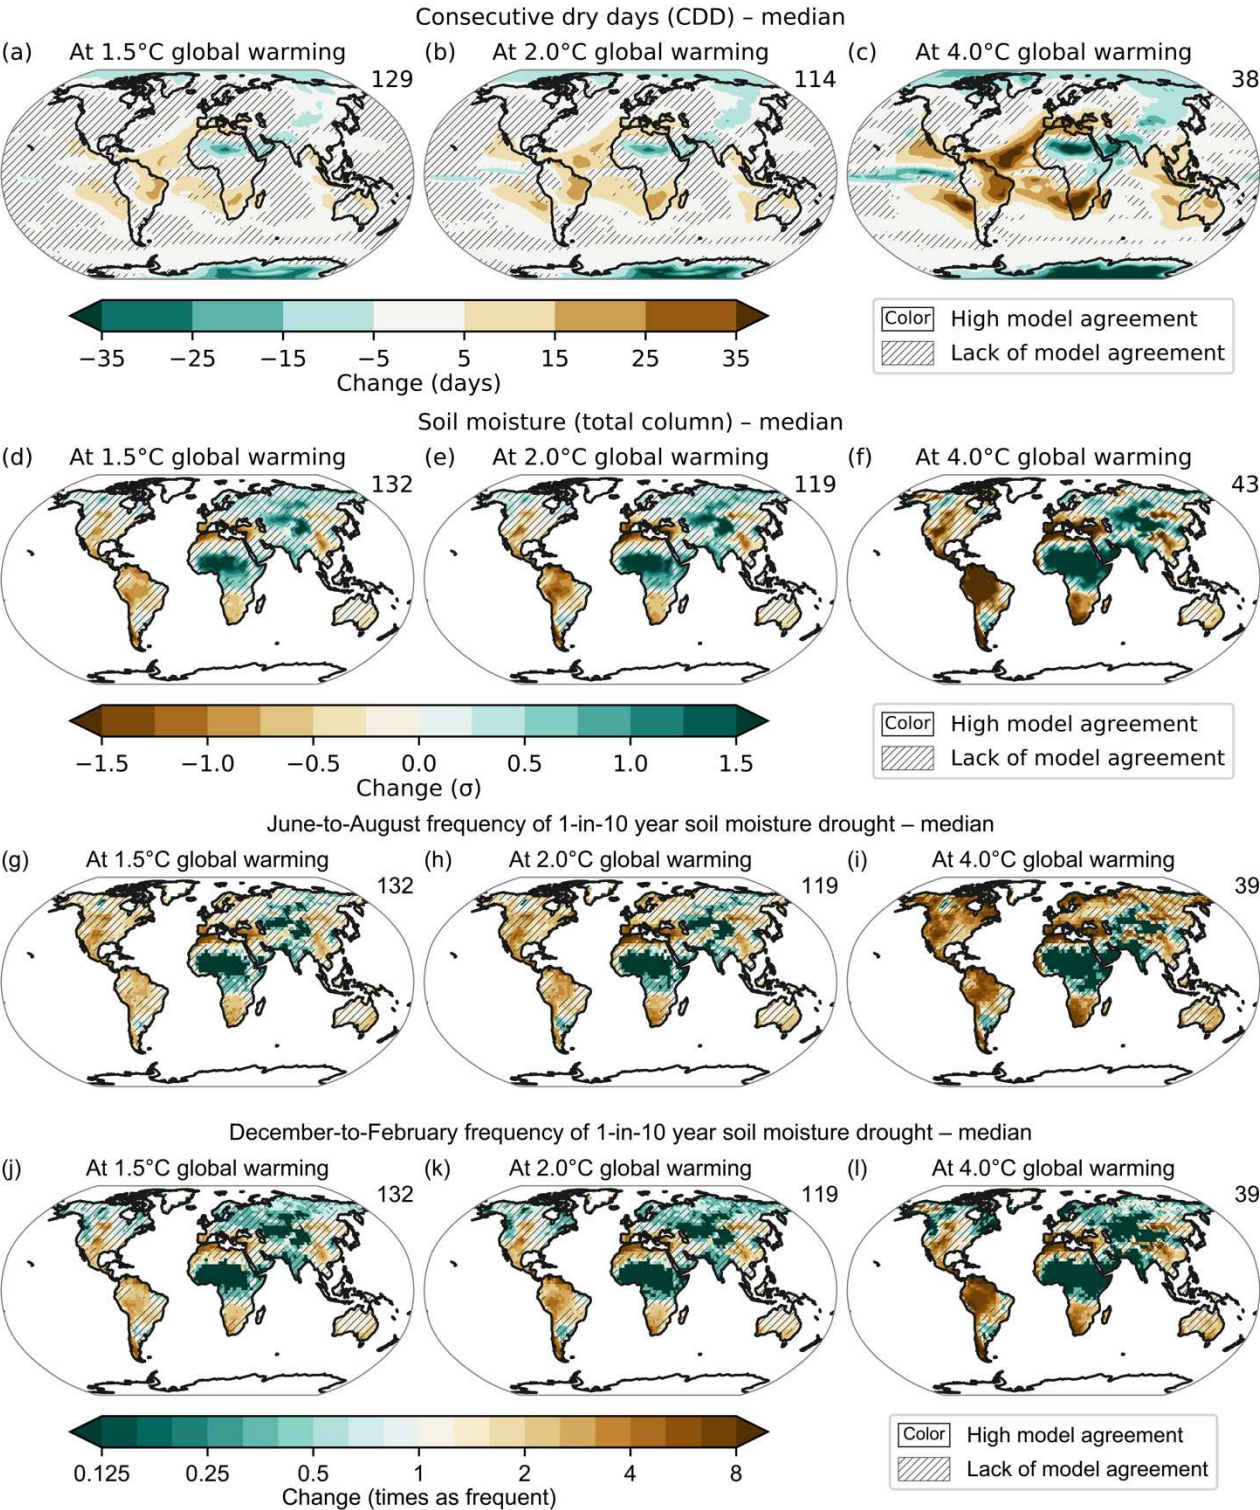 Consecutive dry days (CDD) – median
(a) At 1.5°C global warming 129
(b) At 2.0°C global warming 114
(c) At 4.0°C global warming 38
−35 −25 −15 −5 5 15 25 35
Change (days)
Color High model agreement
Lack of model agreement
Soil moisture (total column) – median
(d) At 1.5°C global warming 132
(e) At 2.0°C global warming 119
(f) At 4.0°C global warming 43
−1.5 −1.0 −0.5 0.0 0.5 1.0 1.5
Change (σ)
Color High model agreement
Lack of model agreement
June-to-August frequency of 1-in-10 year soil moisture drought – median
(g) At 1.5°C global warming 132
(h) At 2.0°C global warming 119
(i) At 4.0°C global warming 39
December-to-February frequency of 1-in-10 year soil moisture drought – median
(j) At 1.5°C global warming 132
(k) At 2.0°C global warming 119
(l) At 4.0°C global warming 39
0.125 0.25 0.5 1 2 4 8
Change (times as frequent)
Color High model agreement
Lack of model agreement